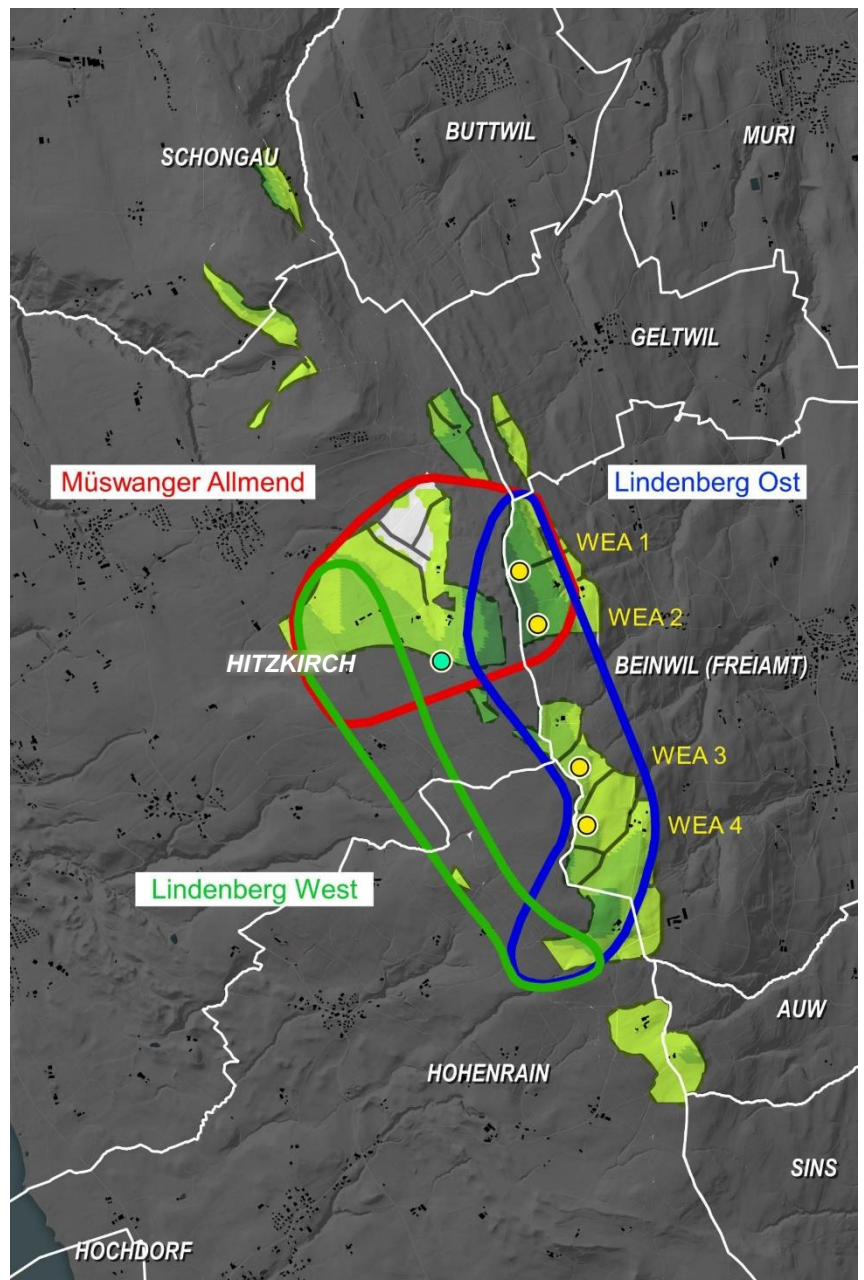 BUTTWIL
MURI
SCHONGAU
GELTWIL
Müswanger Allmend
Lindenberg Ost
WEA 1
WEA 2
HITZKIRCH
BEINWIL (FREIAMT)
WEA 3
WEA 4
Lindenberg West
AUW
HOHENRAIN
SINS
HOCHDORF